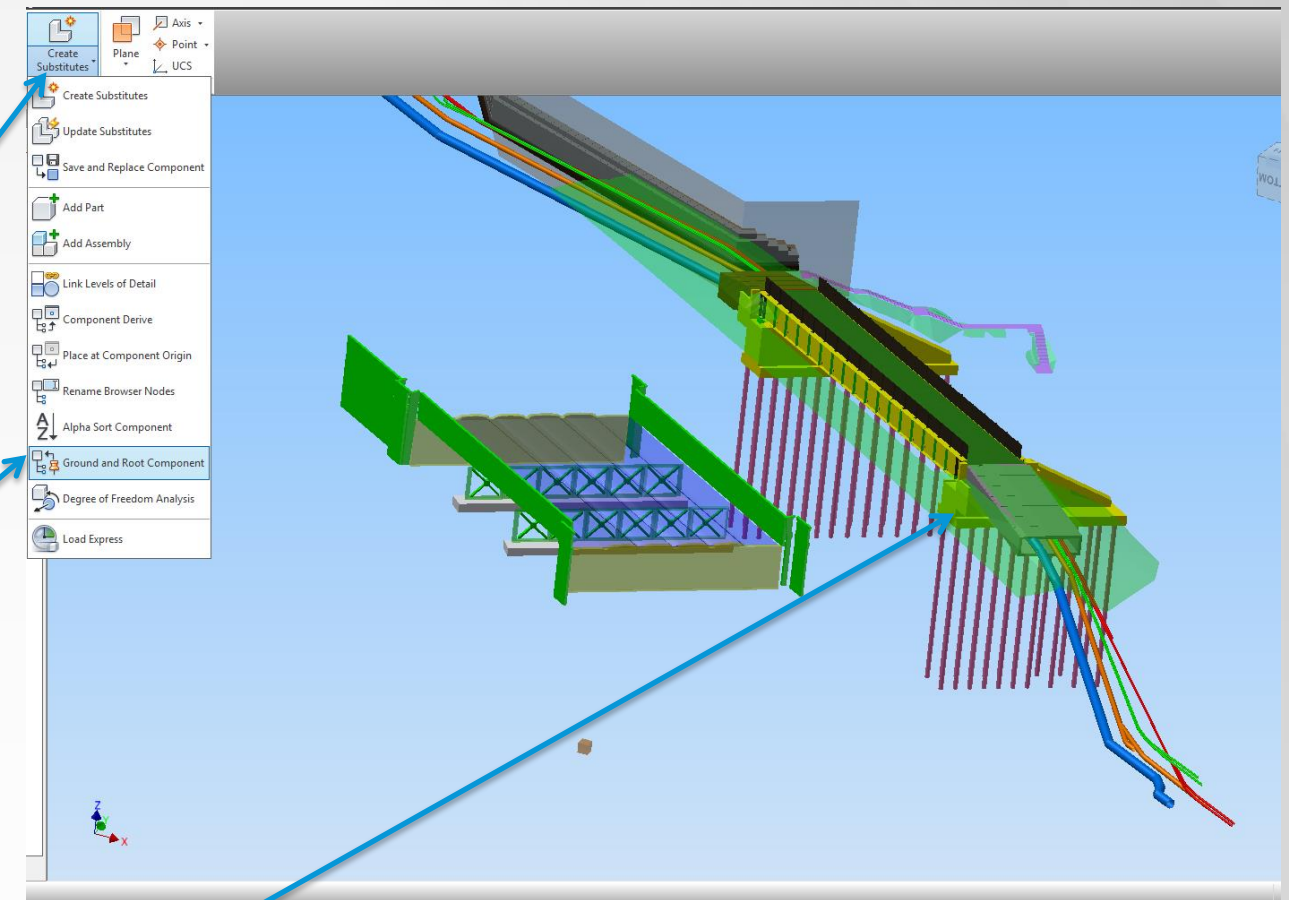 Create
Substitutes
Plane
Axis
Point
UCS
Create Substitutes
Update Substitutes
Save and Replace Component
Add Part
Add Assembly
Link Levels of Detail
Component Derive
Place at Component Origin
Rename Browser Nodes
Alpha Sort Component
Ground and Root Component
Degree of Freedom Analysis
Load Express
Z
Y
X